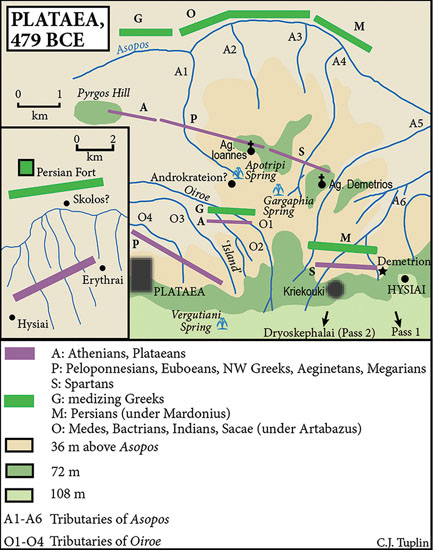 PLATAEA,
479 BCE
G
O
M
Asopos
A1
A2
A3
A4
A5
A6
1
0
1
km
Pyrgos Hill
A
P
S
Ag.
Ioannes
Apotripi
Spring
Androkrateion?
Ag. Demetrios
Gargaphia
Spring
Oiroe
G
A
O1
O2
O3
O4
'Island'
P
PLATAEA
M
S
Demetrion
HYSIAI
Kriekouki
Vergutiani
Spring
Dryoskephalai (Pass 2)
Pass 1
0
2
km
Persian Fort
Skolos?
Erythrai
Hysiai
A: Athenians, Plataeans
P: Peloponnesians, Euboeans, NW Greeks, Aeginetans, Megarians
S: Spartans
G: medizing Greeks
M: Persians (under Mardonius)
O: Medes, Bactrians, Indians, Sacae (under Artabazus)
36 m above Asopos
72 m
108 m
A1-A6 Tributaries of Asopos
O1-O4 Tributaries of Oiroe
C.J. Tuplin